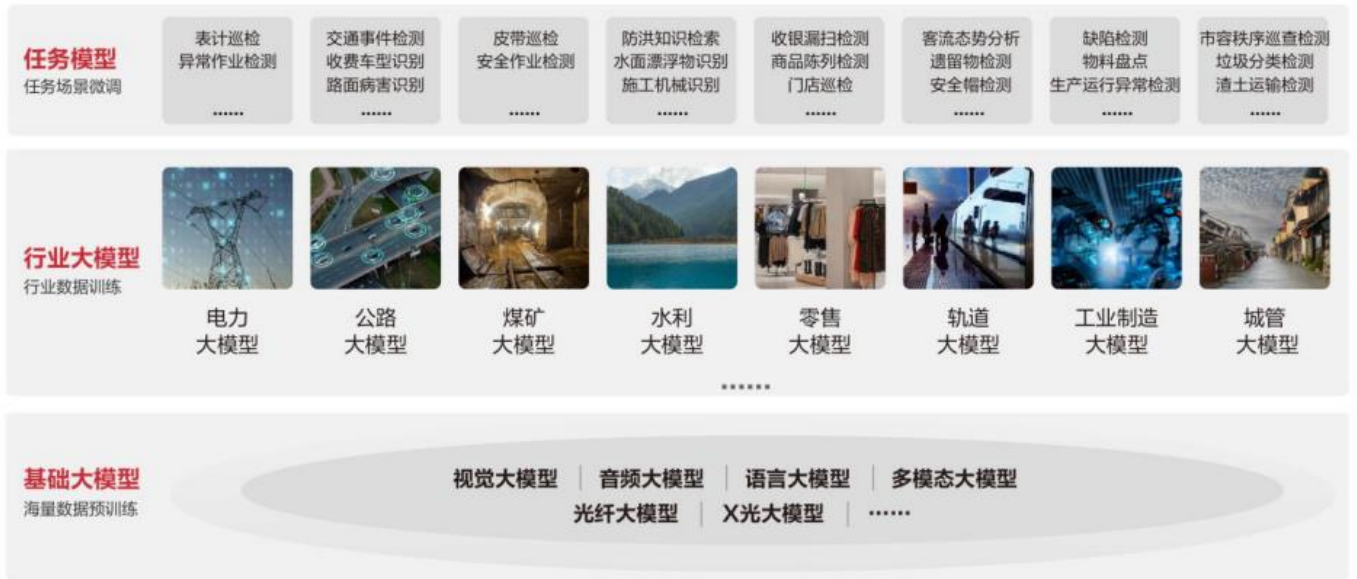 任务模型
任务场景微调
表计巡检
异常作业检测
......
交通事件检测
收费车型识别
路面病害识别
......
皮带巡检
安全作业检测
......
防洪知识检索
水面漂浮物识别
施工机械识别
......
收银漏扫检测
商品陈列检测
门店巡检
......
客流态势分析
遗留物检测
安全帽检测
......
缺陷检测
物料盘点
生产运行异常检测
......
市容秩序巡查检测
垃圾分类检测
渣土运输检测
......
行业大模型
行业数据训练
电力
大模型
公路
大模型
煤矿
大模型
水利
大模型
零售
大模型
轨道
大模型
工业制造
大模型
城管
大模型
......
基础大模型
海量数据预训练
视觉大模型 | 音频大模型 | 语言大模型 | 多模态大模型
光纤大模型 | X光大模型 | ......